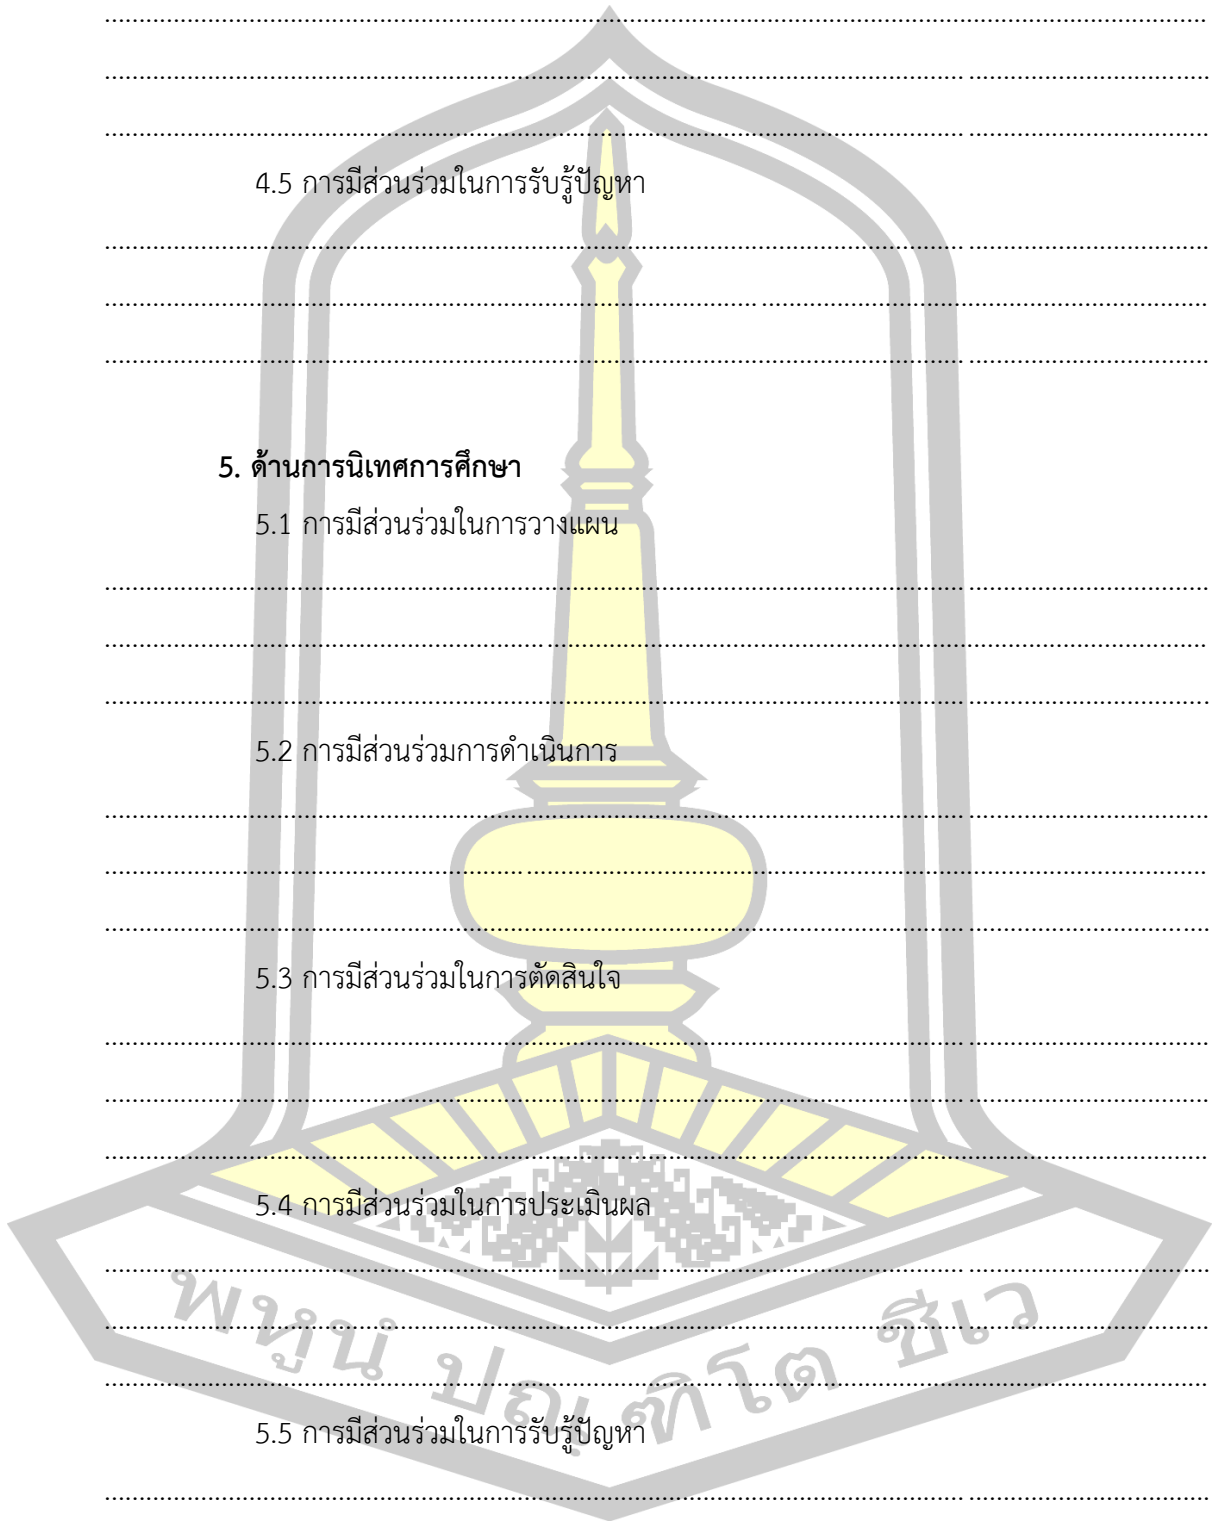 4.5 การมีส่วนร่วมในการรับรู้ปัญหา
5. ด้านการนิเทศการศึกษา
5.1 การมีส่วนร่วมในการวางแผน
5.2 การมีส่วนร่วมการดำเนินการ
5.3 การมีส่วนร่วมในการตัดสินใจ
5.4 การมีส่วนร่วมในการประเมินผล
พหูนํ ปณฺฑิโต ชีเว
5.5 การมีส่วนร่วมในการรับรู้ปัญหา